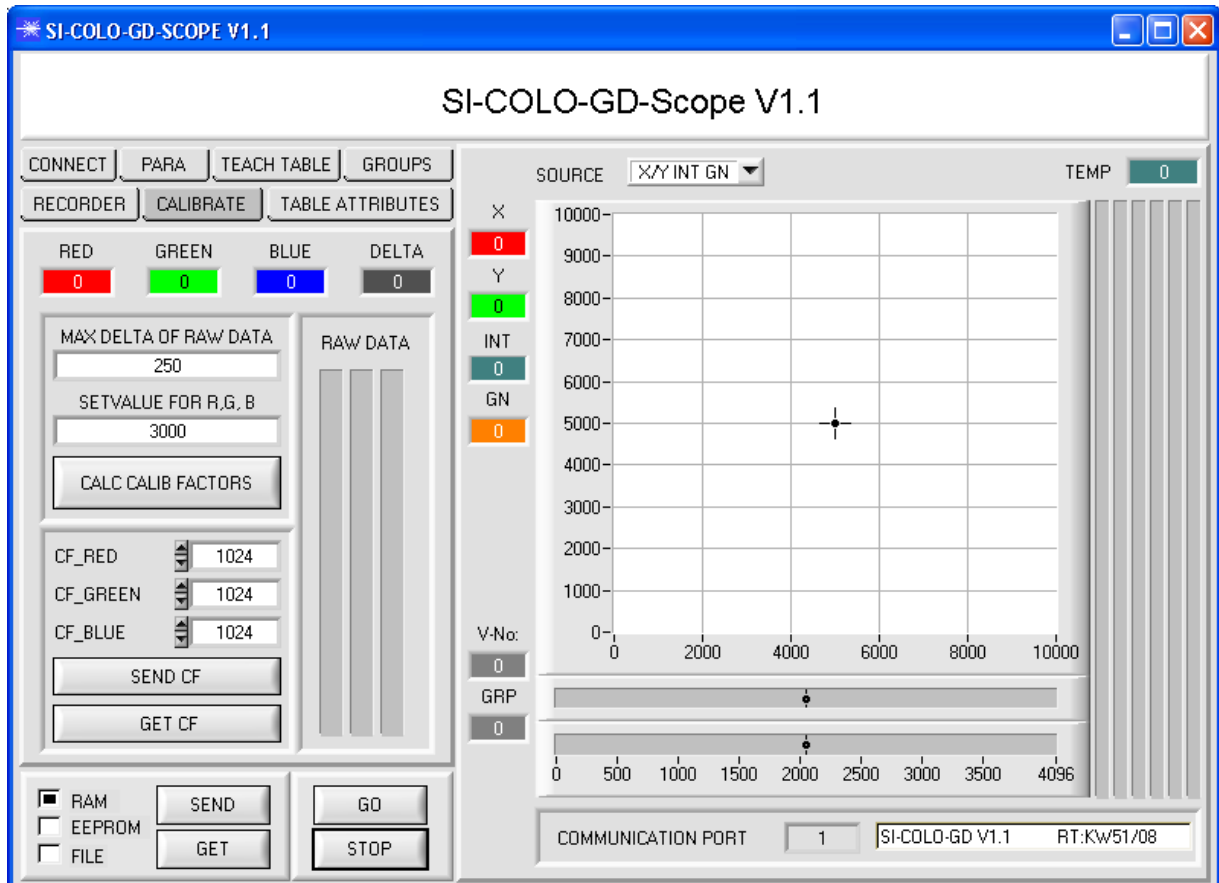 SI-COLO-GD-SCOPE V1.1
SI-COLO-GD-Scope V1.1
CONNECT PARA TEACH TABLE GROUPS
RECORDER CALIBRATE TABLE ATTRIBUTES
RED GREEN BLUE DELTA
0 0 0 0
MAX DELTA OF RAW DATA
250
SETVALUE FOR R,G, B
3000
CALC CALIB FACTORS
RAW DATA
CF_RED 1024
CF_GREEN 1024
CF_BLUE 1024
SEND CF
GET CF
RAM
EEPROM
FILE
SEND
GET
GO
STOP
SOURCE X/Y INT GN
TEMP 0
X
0
Y
0
INT
0
GN
0
V-No:
0
GRP
0
10000
9000
8000
7000
6000
5000
4000
3000
2000
1000
0
0 2000 4000 6000 8000 10000
0 500 1000 1500 2000 2500 3000 3500 4096
COMMUNICATION PORT 1 SI-COLO-GD V1.1 RT:KW51/08